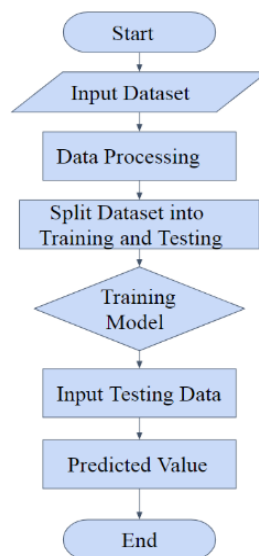 Start
Input Dataset
Data Processing
Split Dataset into
Training and Testing
Training
Model
Input Testing Data
Predicted Value
End